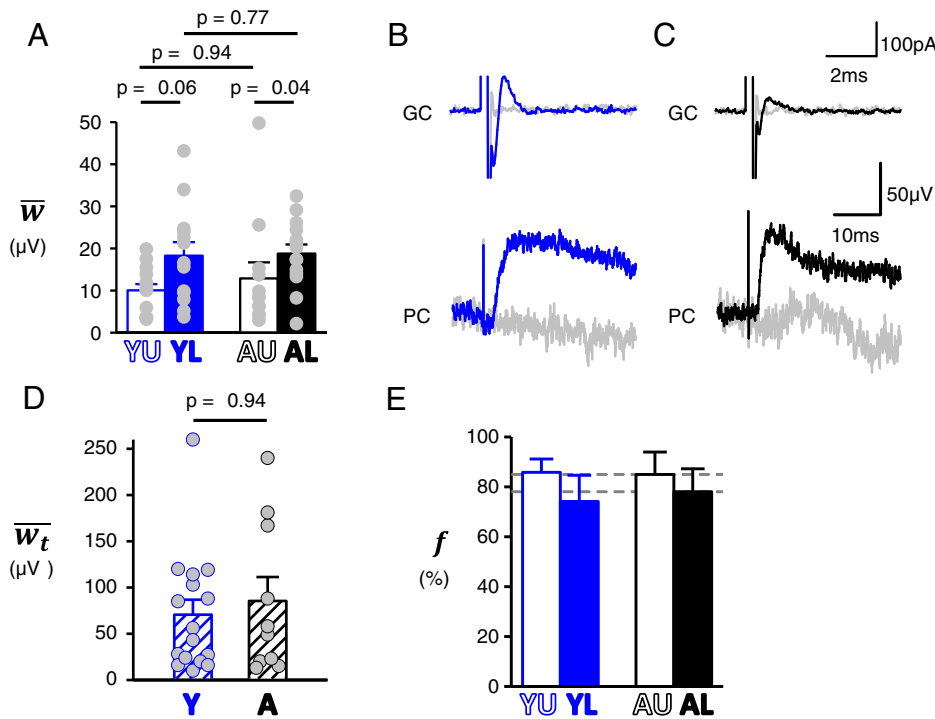 A
p = 0.77
p = 0.94
p = 0.06
p = 0.04
50
40
30
20
10
0
w
(µV)
YU
YL
AU
AL
B
GC
PC
C
100pA
2ms
GC
50µV
10ms
PC
D
p = 0.94
250
200
150
100
50
0
wt
(µV )
Y
A
E
100
80
60
40
20
0
f
(%)
YU
YL
AU
AL